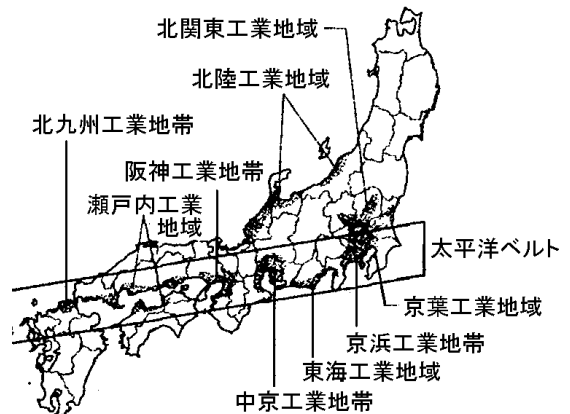 北関東工業地域
北陸工業地域
北九州工業地帯
阪神工業地帯
瀬戸内工業
地域
太平洋ベルト
京葉工業地域
京浜工業地帯
東海工業地域
中京工業地帯